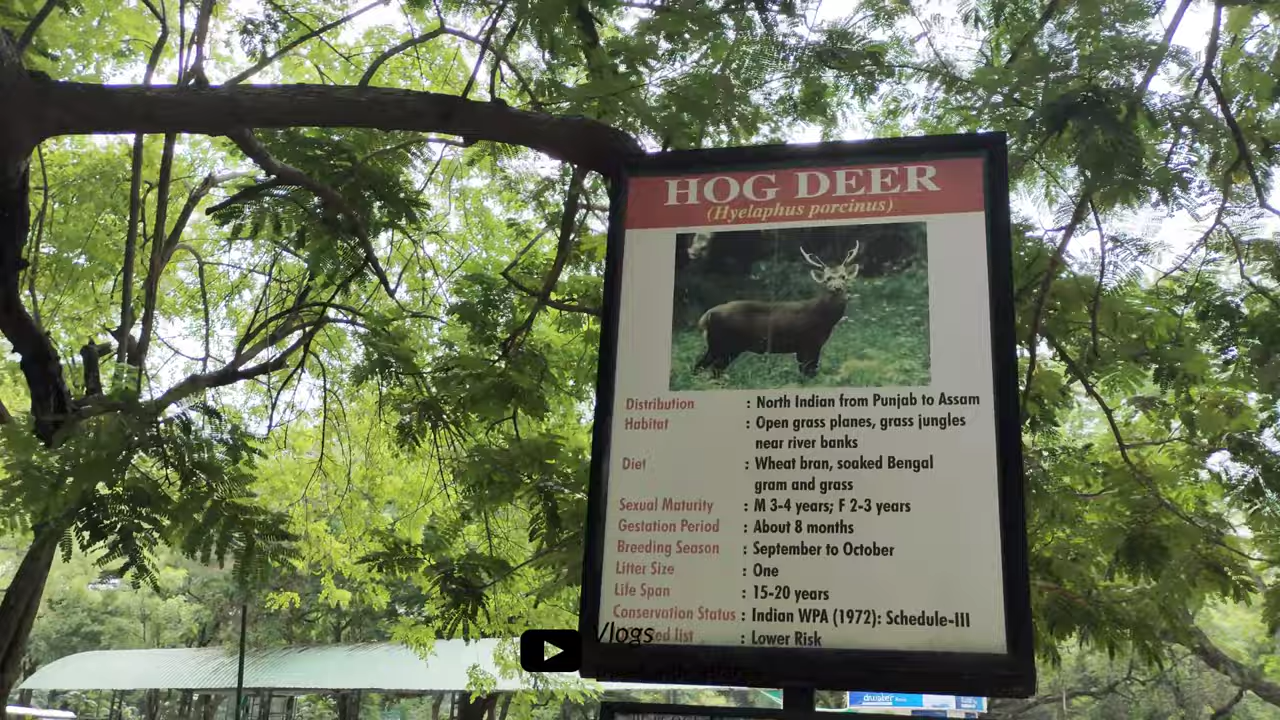 HOG DEER
(Hyelaphus porcinus)
Distribution : North Indian from Punjab to Assam
Habitat : Open grass planes, grass jungles
near river banks
Diet : Wheat bran, soaked Bengal
gram and grass
Sexual Maturity : M 3-4 years; F 2-3 years
Gestation Period : About 8 months
Breeding Season : September to October
Litter Size : One
Life Span : 15-20 years
Conservation Status : Indian WPA (1972): Schedule-III
list : Lower Risk
Vlogs